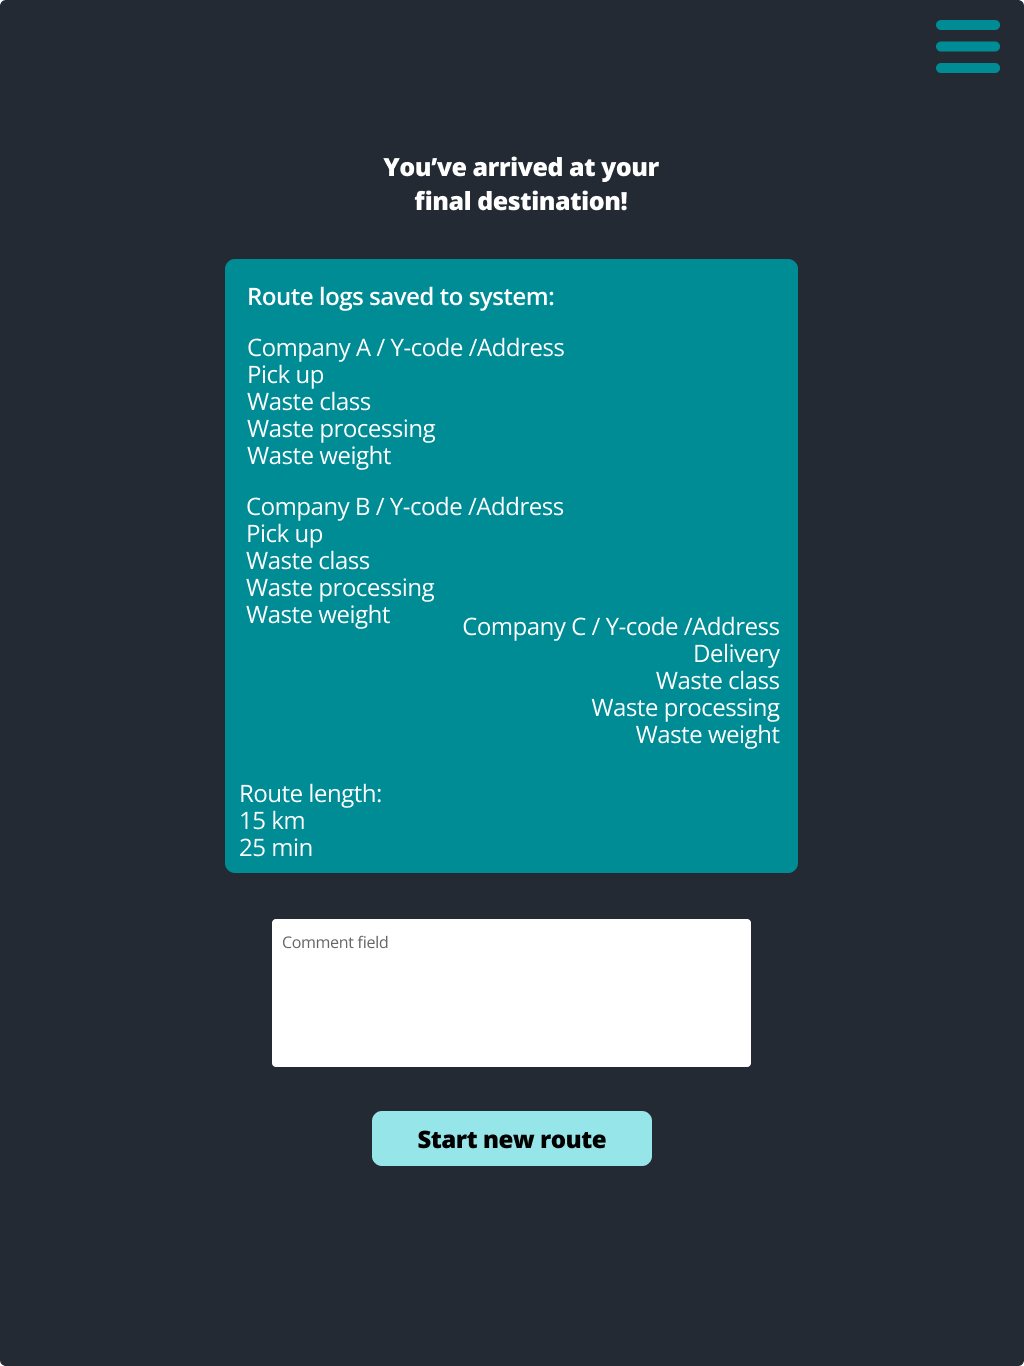 You’ve arrived at your
final destination!
Route logs saved to system:
Company A / Y-code /Address
Pick up
Waste class
Waste processing
Waste weight
Company B / Y-code /Address
Pick up
Waste class
Waste processing
Waste weight
Company C / Y-code /Address
Delivery
Waste class
Waste processing
Waste weight
Route length:
15 km
25 min
Comment field
Start new route